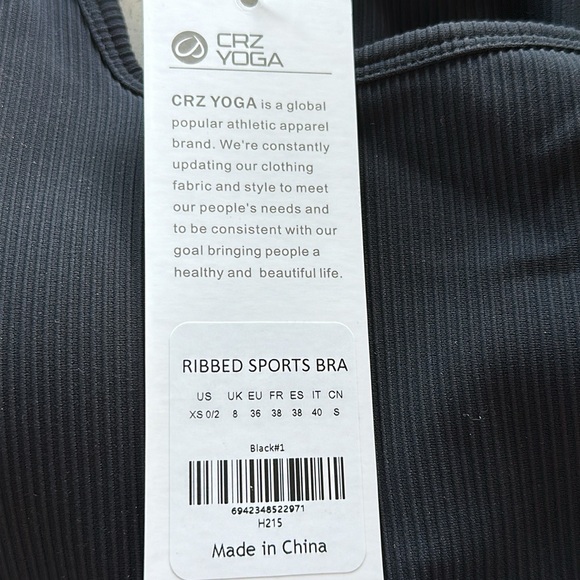 CRZ
YOGA
CRZ YOGA is a global
popular athletic apparel
brand. We're constantly
updating our clothing
fabric and style to meet
our people's needs and
to be consistent with our
goal bringing people a
healthy and beautiful life.
RIBBED SPORTS BRA
US UK EU FR ES IT CN
XS 0/2 8 36 38 38 40 S
Black#1
6942348522971
H215
Made in China